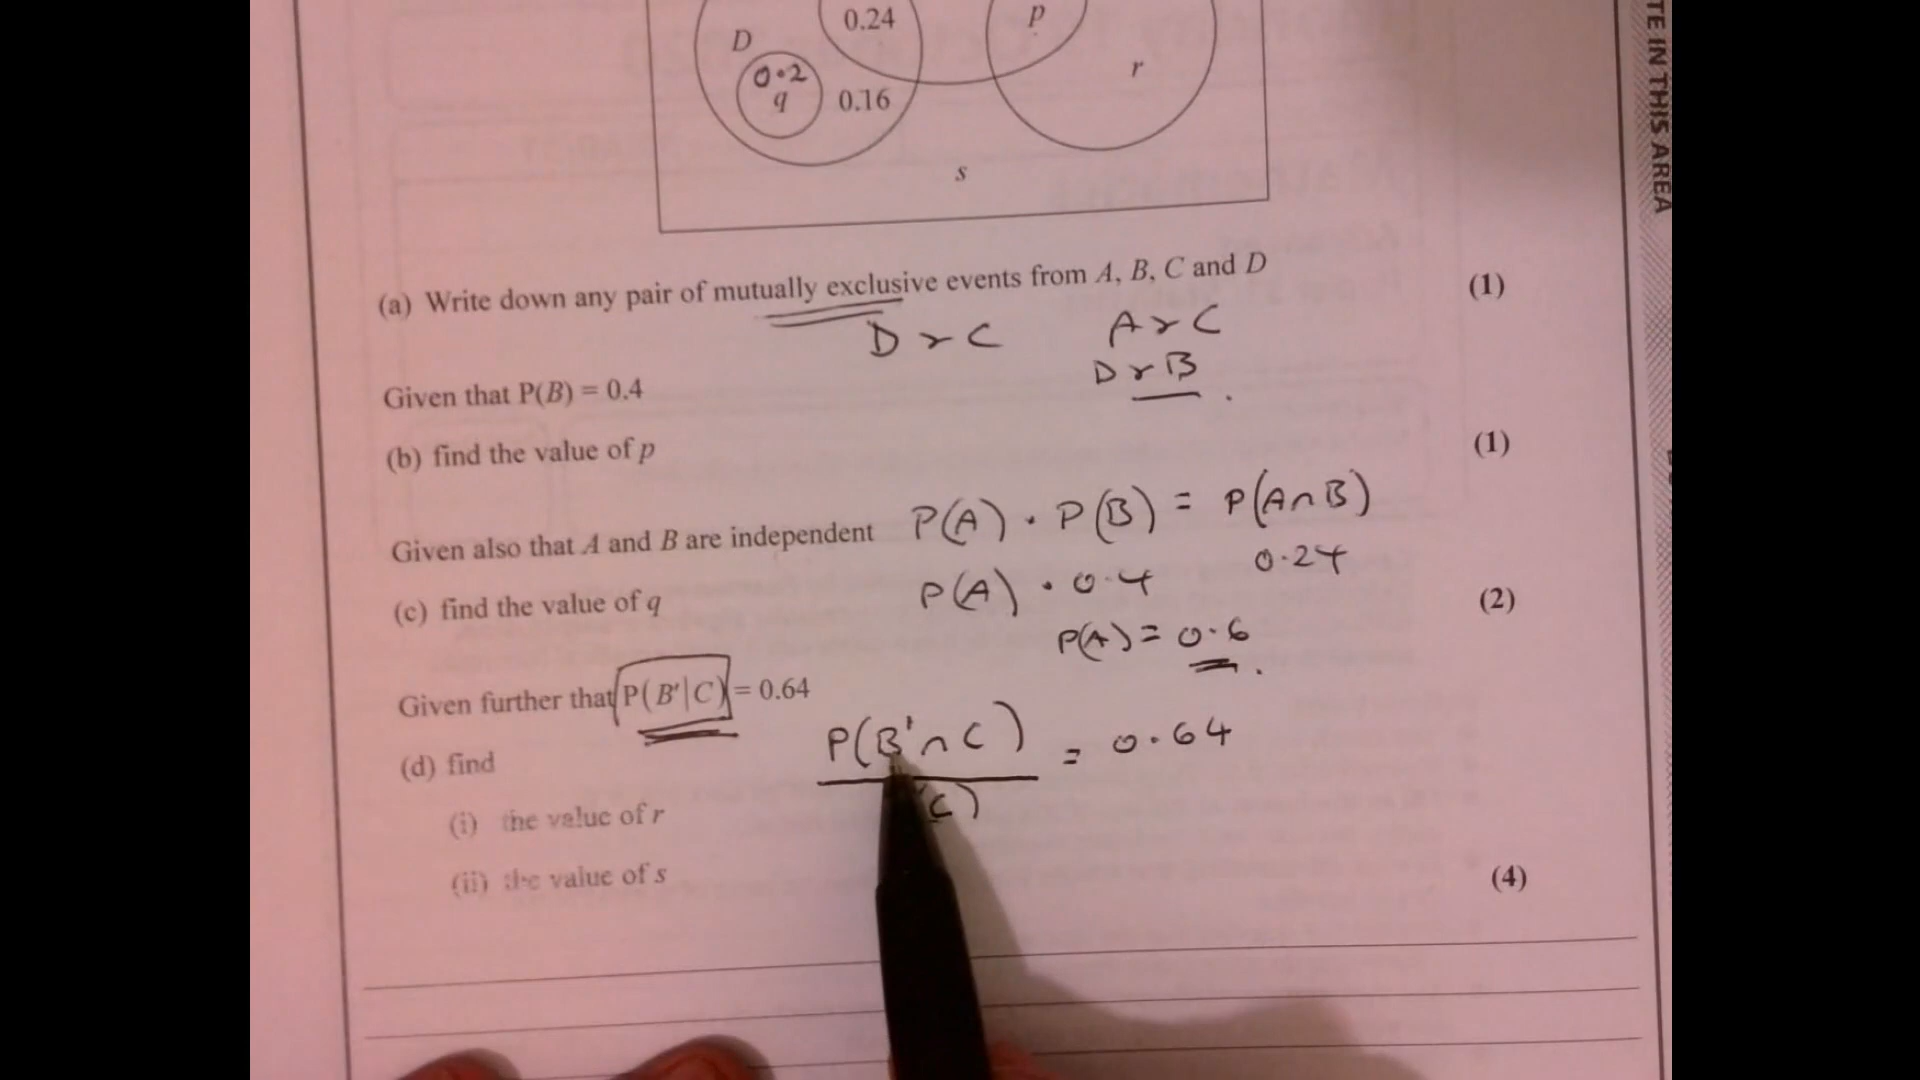 0.24
p
D
0.2
q
0.16
r
s
(a) Write down any pair of mutually exclusive events from A, B, C and D
(1)
D & C
A & C
D & B
Given that P(B) = 0.4
(b) find the value of p
(1)
Given also that A and B are independent
P(A) · P(B) = P(A∩B)
P(A) · 0.4
0.24
(c) find the value of q
(2)
P(A) = 0.6
Given further that P(B'|C) = 0.64
P(B'∩C) = 0.64
C)
(d) find
(i) the value of r
(ii) the value of s
(4)
TE IN THIS AREA